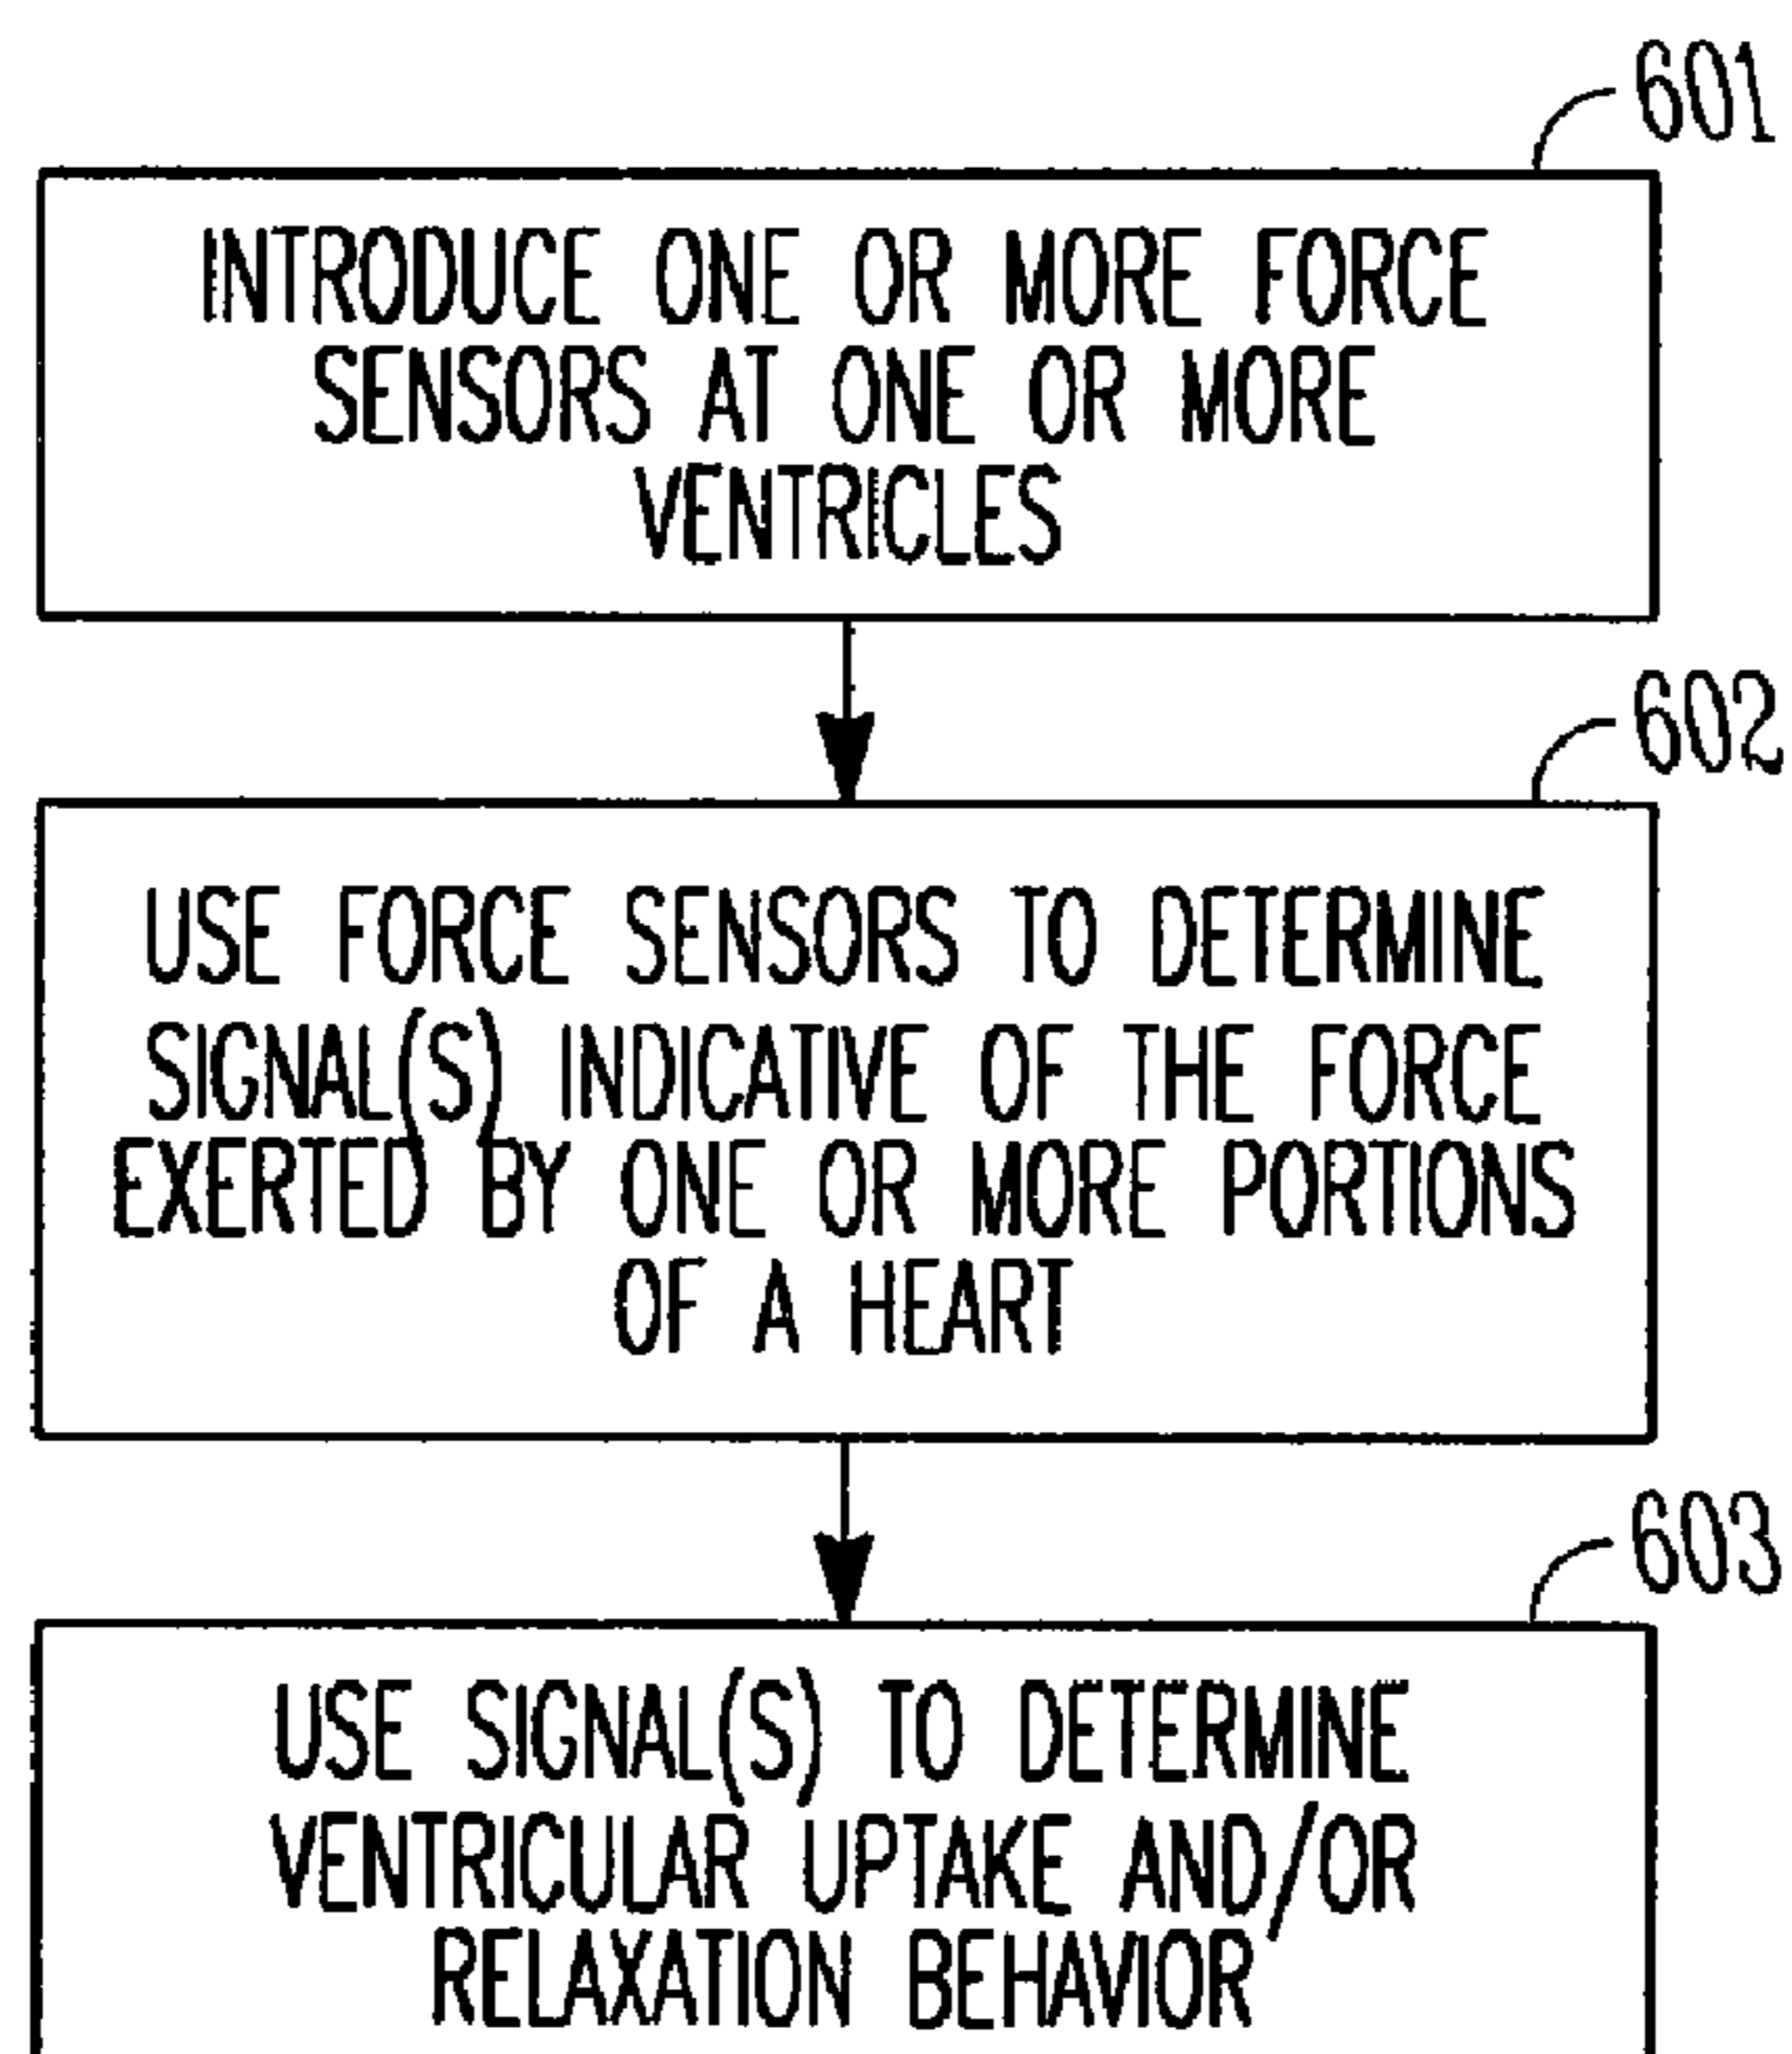 601
INTRODUCE ONE OR MORE FORCE
SENSORS AT ONE OR MORE
VENTRICLES
602
USE FORCE SENSORS TO DETERMINE
SIGNAL(S) INDICATIVE OF THE FORCE
EXERTED BY ONE OR MORE PORTIONS
OF A HEART
603
USE SIGNAL(S) TO DETERMINE
VENTRICULAR UPTAKE AND/OR
RELAXATION BEHAVIOR